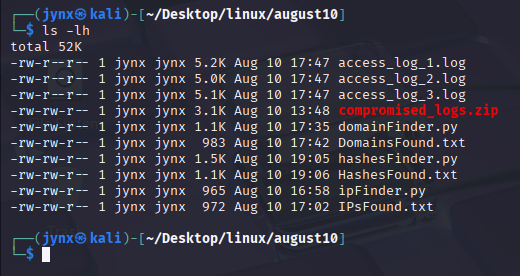 ┌──(jynx㉿kali)-[~/Desktop/linux/august10]
└─$ ls -lh
total 52K
-rw-r--r-- 1 jynx jynx 5.2K Aug 10 17:47 access_log_1.log
-rw-r--r-- 1 jynx jynx 5.0K Aug 10 17:47 access_log_2.log
-rw-r--r-- 1 jynx jynx 5.1K Aug 10 17:47 access_log_3.log
-rw-rw-r-- 1 jynx jynx 3.1K Aug 10 13:48 compromised_logs.zip
-rw-rw-r-- 1 jynx jynx 1.1K Aug 10 17:35 domainFinder.py
-rw-rw-r-- 1 jynx jynx  983 Aug 10 17:42 DomainsFound.txt
-rw-rw-r-- 1 jynx jynx 1.5K Aug 10 19:05 hashesFinder.py
-rw-rw-r-- 1 jynx jynx 1.1K Aug 10 19:06 HashesFound.txt
-rw-rw-r-- 1 jynx jynx  965 Aug 10 16:58 ipFinder.py
-rw-rw-r-- 1 jynx jynx  972 Aug 10 17:02 IPsFound.txt
┌──(jynx㉿kali)-[~/Desktop/linux/august10]
└─$